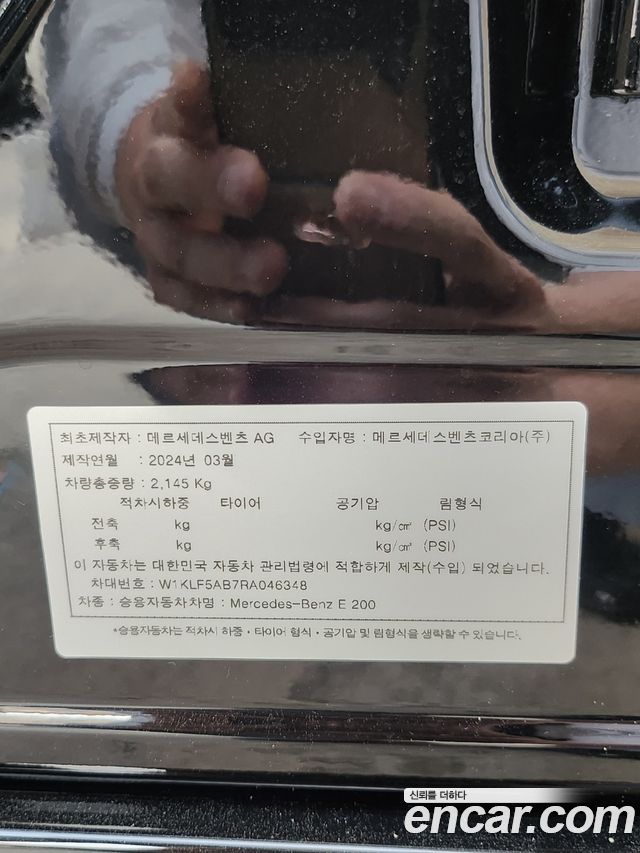 최초제작자 : 메르세데스벤츠 AG 수입자명 : 메르세데스벤츠코리아(주)
제작연월 : 2024년 03월
차량총중량 : 2,145 Kg
적차시하중 타이어 공기압 림형식
전축 kg kg/㎠ (PSI)
후축 kg kg/㎠ (PSI)
이 자동차는 대한민국 자동차 관리법령에 적합하게 제작(수입) 되었습니다.
차대번호 : W1KLF5AB7RA046348
차종 : 승용자동차차명 : Mercedes-Benz E 200
*승용자동차는 적차시 하중·타이어 형식·공기압 및 림형식을 생략할 수 있습니다.
신뢰를 더하다
encar.com